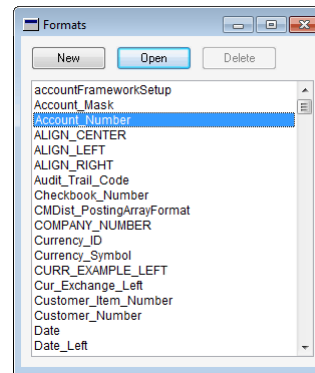 Formats
New Open Delete
accountFrameworkSetup
Account_Mask
Account_Number
ALIGN_CENTER
ALIGN_LEFT
ALIGN_RIGHT
Audit_Trail_Code
Checkbook_Number
CMDist_PostingArrayFormat
COMPANY_NUMBER
Currency_ID
Currency_Symbol
CURR_EXAMPLE_LEFT
Cur_Exchange_Left
Customer_Item_Number
Customer_Number
Date
Date_Left